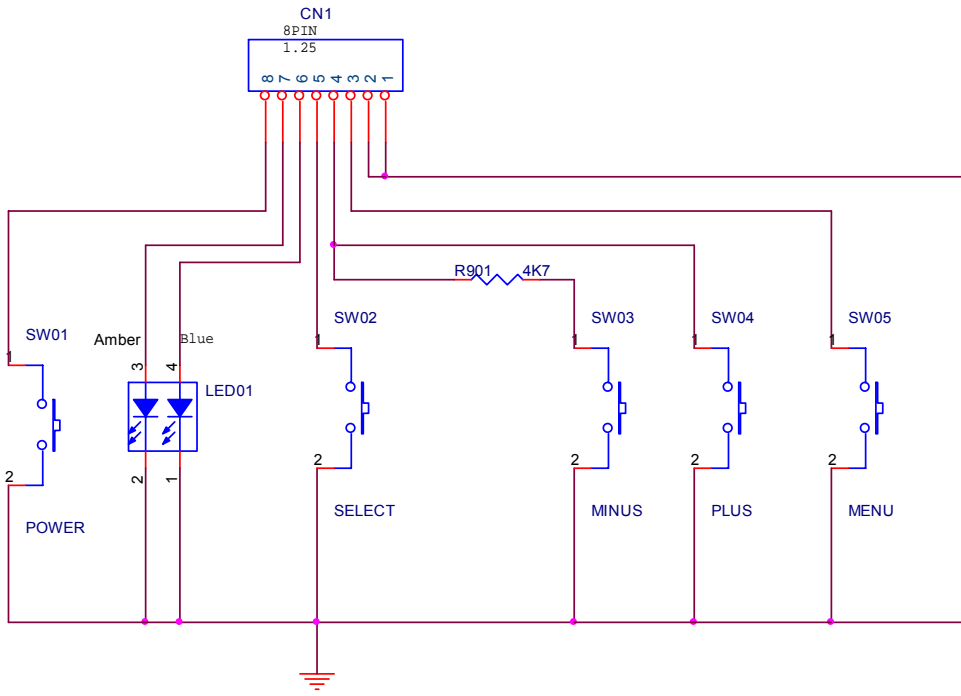 CN1
8PIN
1.25
8 7 6 5 4 3 2 1
R901 4K7
SW01
Amber
Blue
SW02
SW03
SW04
SW05
1
3
4
1
1
1
1
LED01
2
2
1
2
2
2
2
POWER
SELECT
MINUS
PLUS
MENU